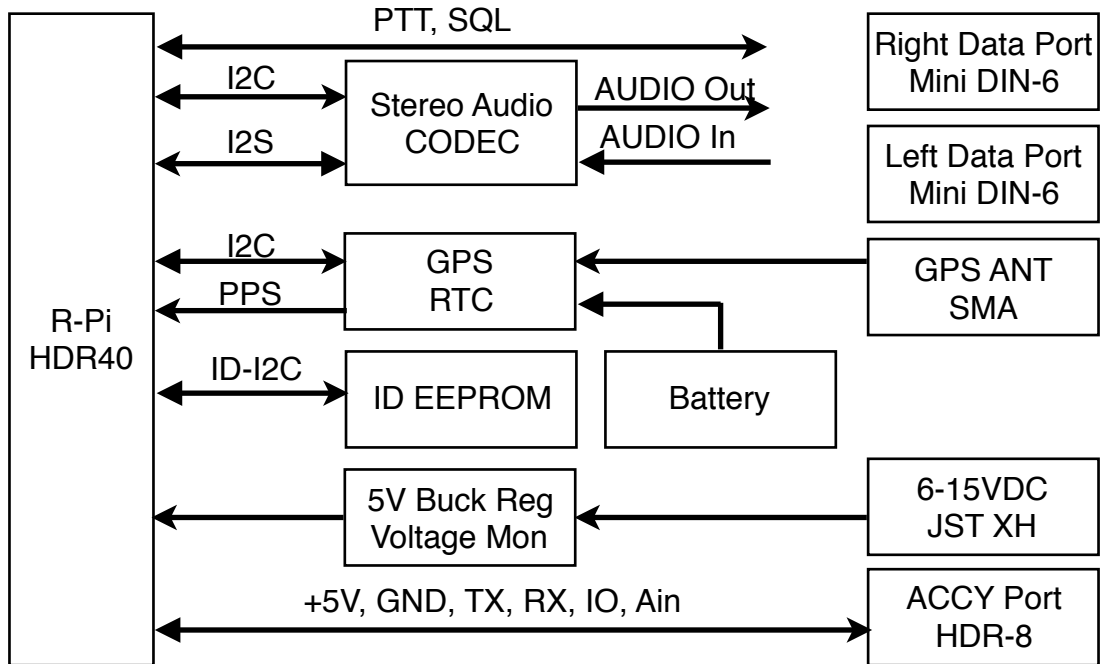 PTT, SQL
Right Data Port
Mini DIN-6
I2C
Stereo Audio
CODEC
AUDIO Out
I2S
AUDIO In
Left Data Port
Mini DIN-6
R-Pi
HDR40
I2C
GPS
RTC
PPS
GPS ANT
SMA
ID-I2C
ID EEPROM
Battery
5V Buck Reg
Voltage Mon
6-15VDC
JST XH
+5V, GND, TX, RX, IO, Ain
ACCY Port
HDR-8